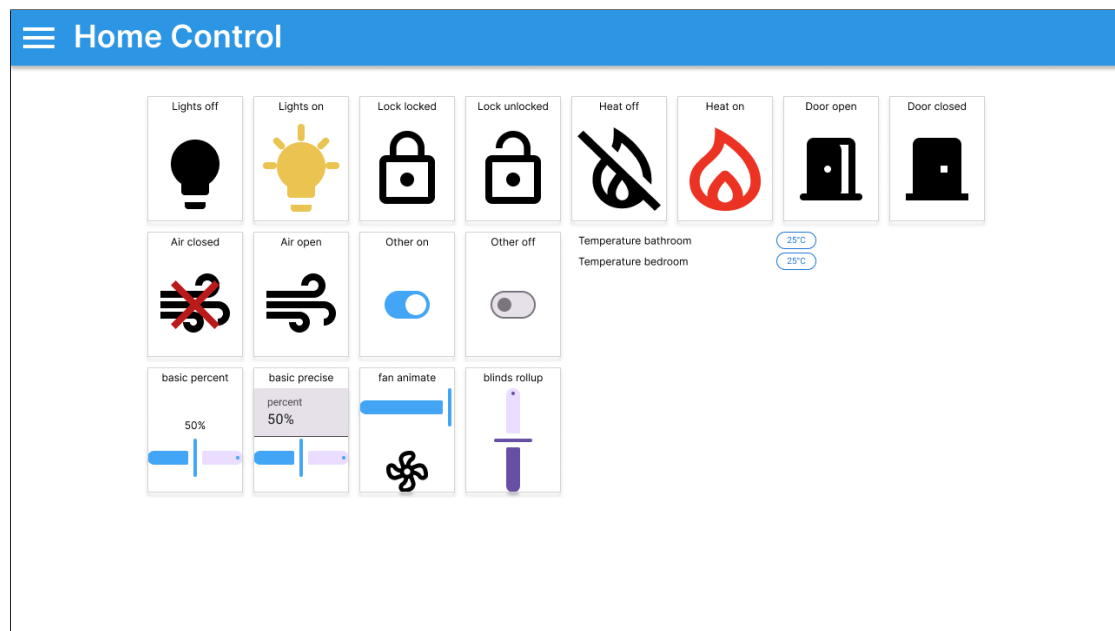 Home Control
Lights off
Lights on
Lock locked
Lock unlocked
Heat off
Heat on
Door open
Door closed
Air closed
Air open
Other on
Other off
Temperature bathroom 25°C
Temperature bedroom 25°C
basic percent
50%
basic precise
percent
50%
fan animate
blinds rollup